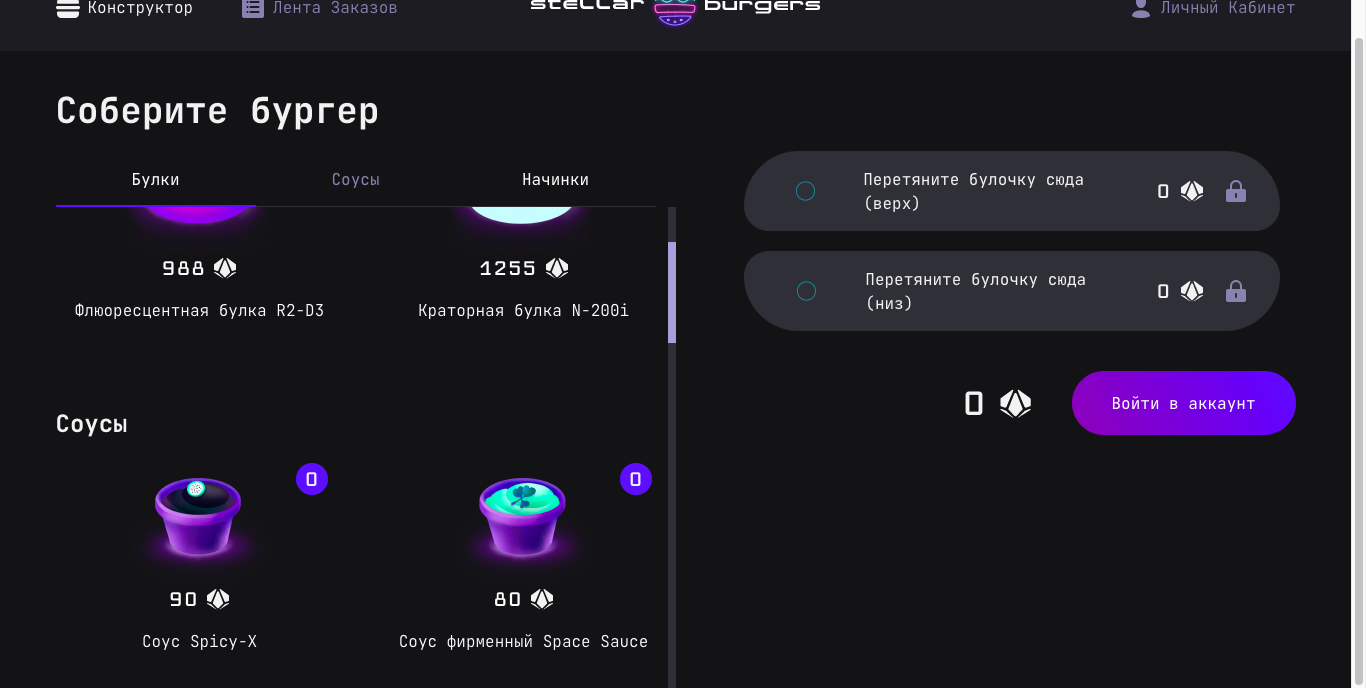 Конструктор
Лента Заказов
stellar burgers
Личный Кабинет
Соберите бургер
Булки
Соусы
Начинки
988
1255
Флюоресцентная булка R2-D3
Краторная булка N-200i
Соусы
0
0
90
80
Соус Spicy-X
Соус фирменный Space Sauce
Перетяните булочку сюда
(верх)
0
Перетяните булочку сюда
(низ)
0
0
Войти в аккаунт